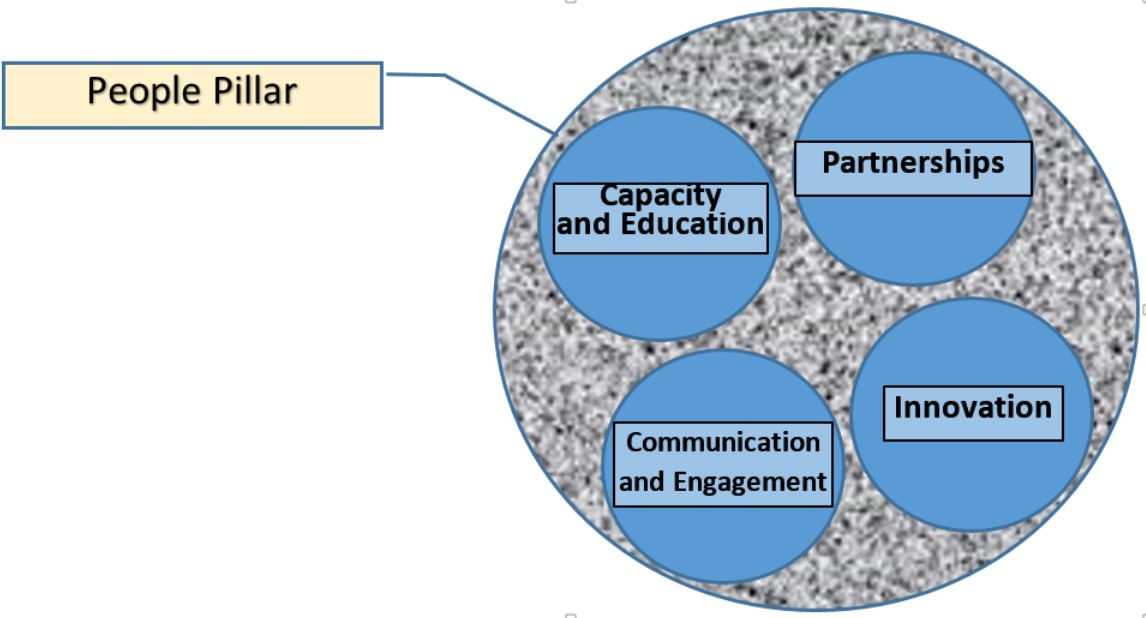 People Pillar
Capacity
and Education
Partnerships
Communication
and Engagement
Innovation